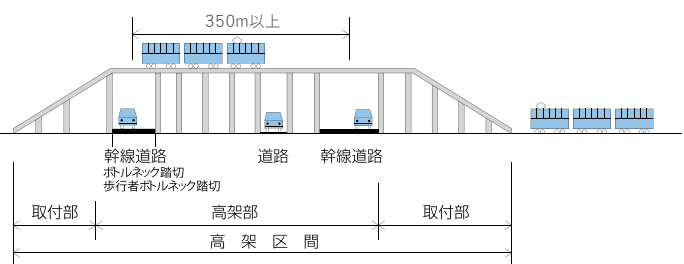 350m以上
幹線道路
ボトルネック踏切
歩行者ボトルネック踏切
道路
幹線道路
取付部
高架部
取付部
高架区間